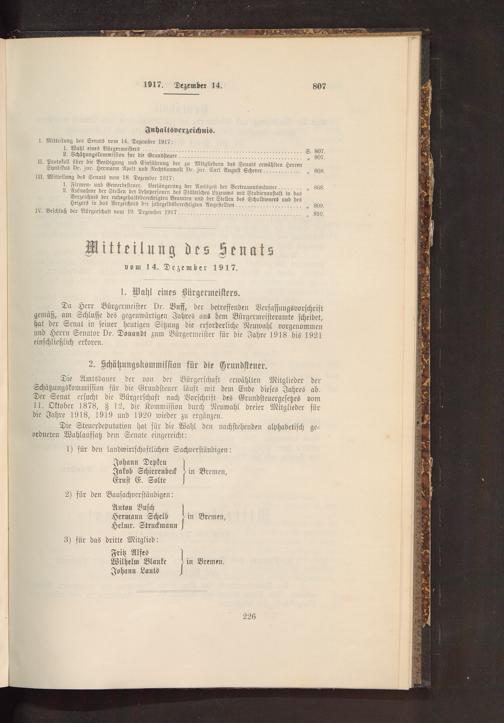 1917. Dezember 14. 807
Inhaltsverzeichnis.
I. Mitteilung des Senats vom 14. Dezember 1917:
1. Wahl eines Bürgermeisters S. 807.
2. Schätzungskommission für die Grundsteuer „ 807.
II. Protokoll über die Beeidigung und Einführung der zu Mitgliedern des Senats erwählten Herren
Syndikus Dr. jur. Hermann Apelt und Rechtsanwalt Dr. jur. Carl August „ 808.
III. Mitteilung des Senats vom 18. Dezember 1917:
1. Firmen- und Gewerbesteuer. Verlängerung der Amtszeit der Vertrauensmänner „ 808.
2. Aufnahme der Stellen des Lehrpersonen des städtischen Lyzeums mit Studienanstalt in das
Verzeichnis der ruhegehaltsberechtigten Beamten und der Stellen des Schuldieners und des
Heizers in das Verzeichnis der ruhegehaltsberechtigten Angestellten „ 809.
IV. Beschluß der Bürgerschaft vom 19. Dezember 1917 „ 810.
Mitteilung des Senats
vom 14. Dezember 1917.
1. Wahl eines Bürgermeisters.
Da Herr Bürgermeister Dr. Buff, der betreffenden Verfassungsvorschrift
gemäß, am Schlusse des gegenwärtigen Jahres aus dem Bürgermeisteramte scheidet,
hat der Senat in seiner heutigen Sitzung die erforderliche Neuwahl vorgenommen
und Herrn Senator Dr. Donandt zum Bürgermeister für die Jahre 1918 bis 1921
einschließlich erkoren.
2. Schätzungskommission für die Grundsteuer.
Die Amtsdauer der von der Bürgerschaft erwählten Mitglieder der
Schätzungskommission für die Grundsteuer läuft mit dem Ende dieses Jahres ab.
Der Senat ersucht die Bürgerschaft nach Vorschrift des Grundsteuergesetzes vom
11. Oktober 1878, § 12, die Kommission durch Neuwahl dreier Mitglieder für
die Jahre 1918, 1919 und 1920 wieder zu ergänzen.
Die Steuerdeputation hat für die Wahl den nachstehenden alphabetisch ge-
ordneten Wahlaufsatz dem Senate eingereicht:
1) für den landwirtschaftlichen Sachverständigen:
Johann Depken
Jakob Schierenbeck } in Bremen,
Ernst E. Solte
2) für den Bausachverständigen:
Anton Busch
Hermann Schelb } in Bremen,
Helmr. Struckmann
3) für das dritte Mitglied:
Fritz Alfes
Wilhelm Blanke } in Bremen.
Johann Lauts
226